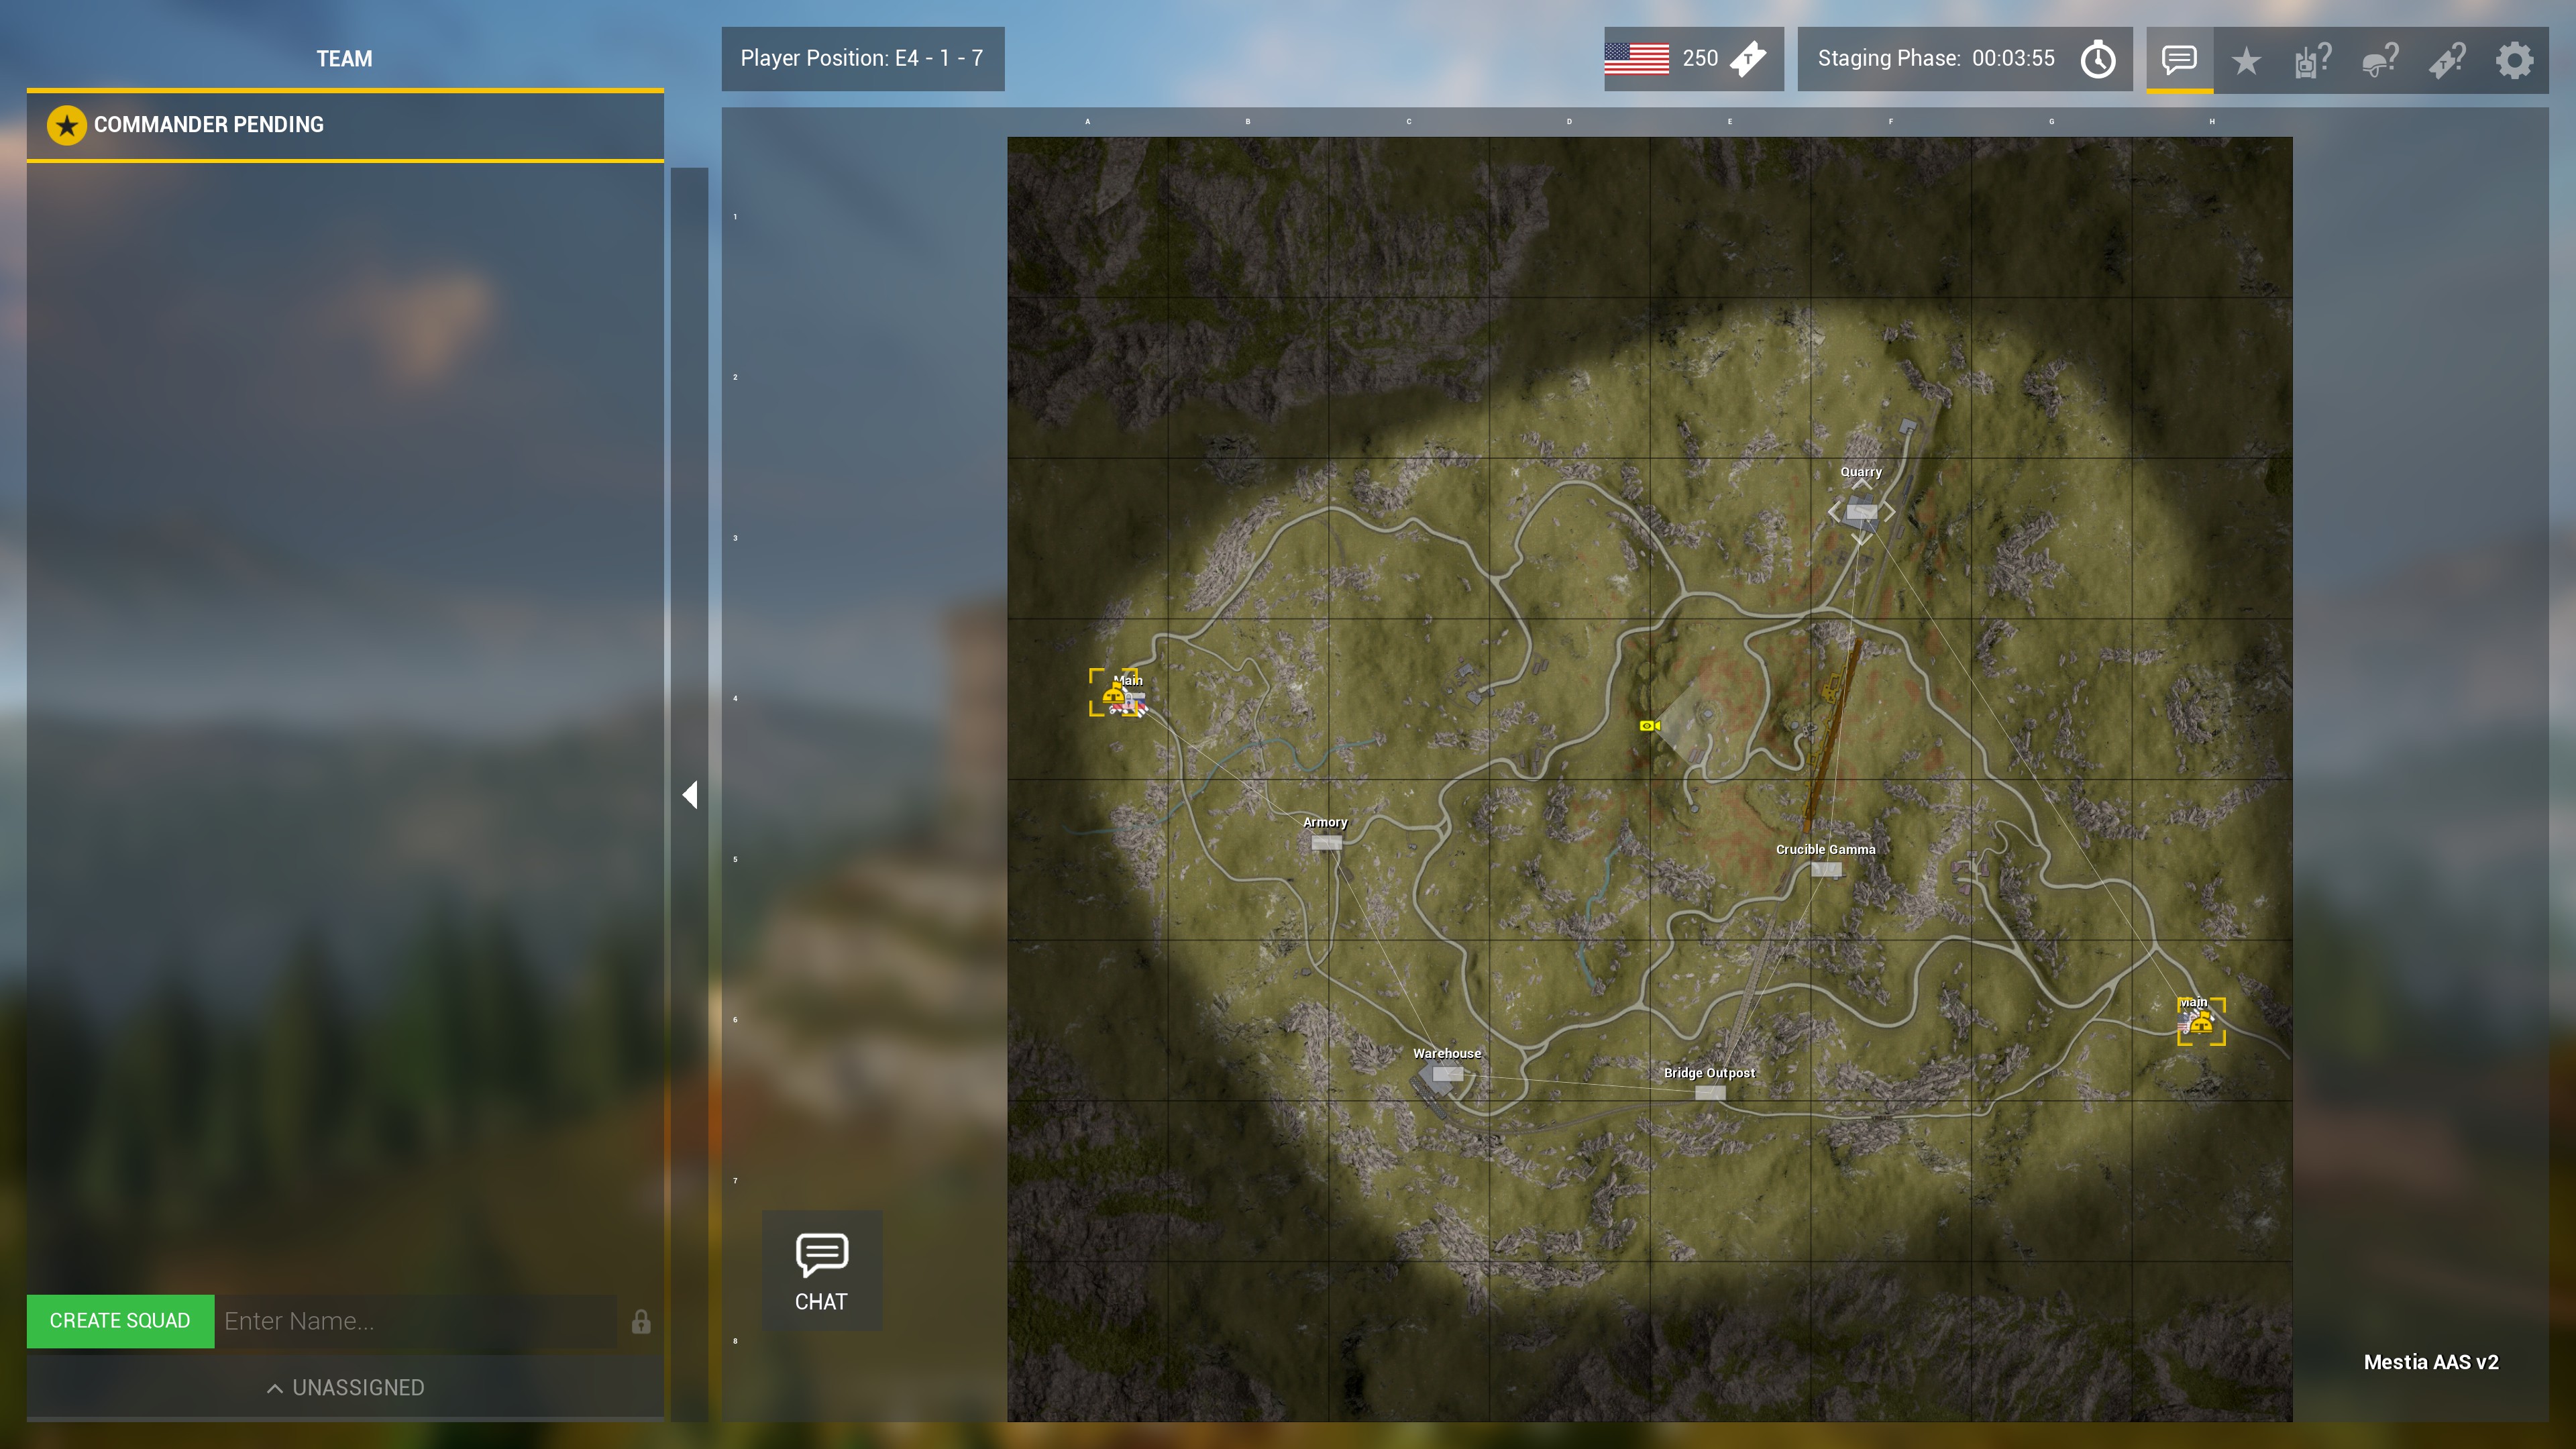 TEAM
Player Position: E4 - 1 - 7
250
Staging Phase: 00:03:55
COMMANDER PENDING
A B C D E F G H
1
2
Quarry
3
Main
4
Armory
Crucible Gamma
5
Main
6
Warehouse
Bridge Outpost
7
CHAT
8
CREATE SQUAD
Enter Name...
UNASSIGNED
Mestia AAS v2